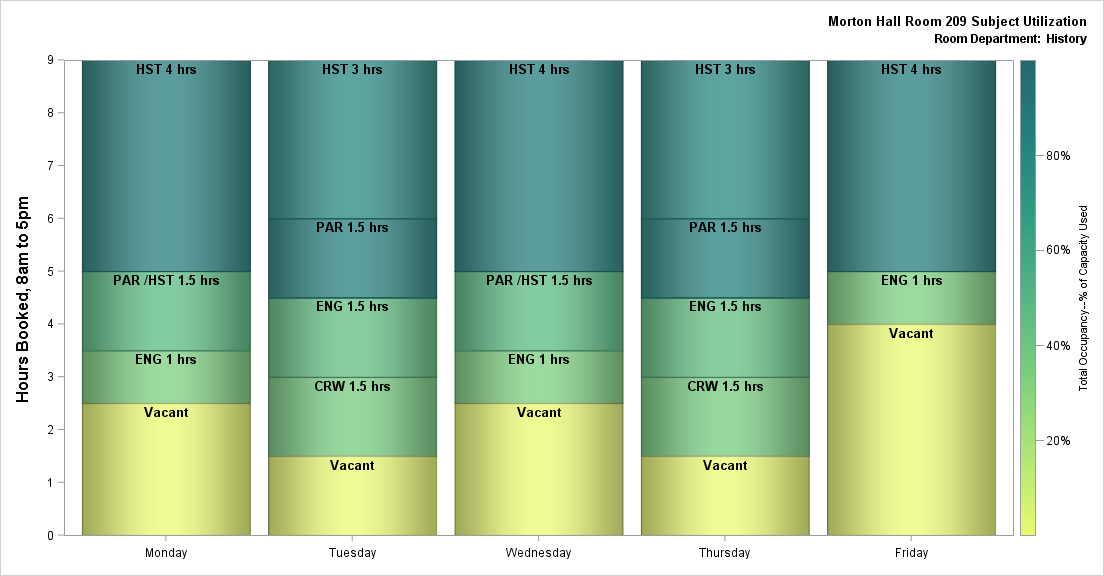 Morton Hall Room 209 Subject Utilization
Room Department: History
Hours Booked, 8am to 5pm
9
8
7
6
5
4
3
2
1
0
HST 4 hrs
PAR /HST 1.5 hrs
ENG 1 hrs
Vacant
HST 3 hrs
PAR 1.5 hrs
ENG 1.5 hrs
CRW 1.5 hrs
Vacant
HST 4 hrs
PAR /HST 1.5 hrs
ENG 1 hrs
Vacant
HST 3 hrs
PAR 1.5 hrs
ENG 1.5 hrs
CRW 1.5 hrs
Vacant
HST 4 hrs
ENG 1 hrs
Vacant
Monday
Tuesday
Wednesday
Thursday
Friday
80%
60%
40%
20%
Total Occupancy--% of Capacity Used